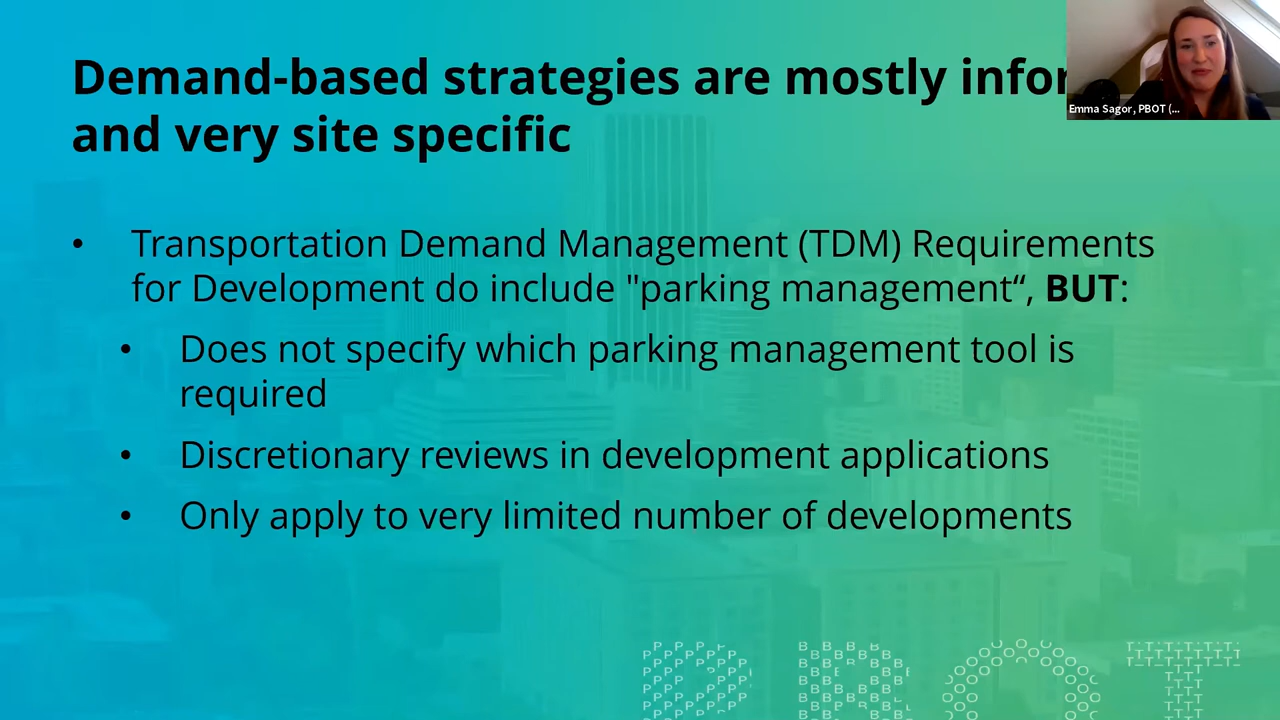 Demand-based strategies are mostly
and very site specific
Emma Sagor, PBOT (...
• Transportation Demand Management (TDM) Requirements
for Development do include "parking management“, BUT:
• Does not specify which parking management tool is
required
• Discretionary reviews in development applications
• Only apply to very limited number of developments
PBOT